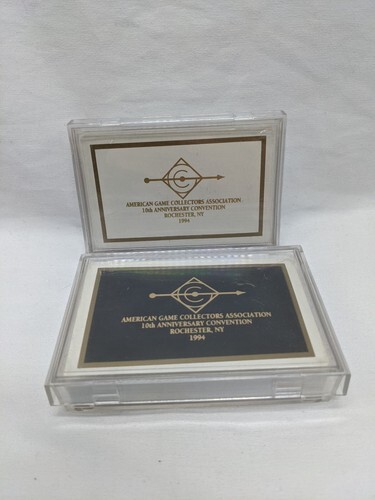 AMERICAN GAME COLLECTORS ASSOCIATION
10th ANNIVERSARY CONVENTION
ROCHESTER, NY
1994
AMERICAN GAME COLLECTORS ASSOCIATION
10th ANNIVERSARY CONVENTION
ROCHESTER, NY
1994